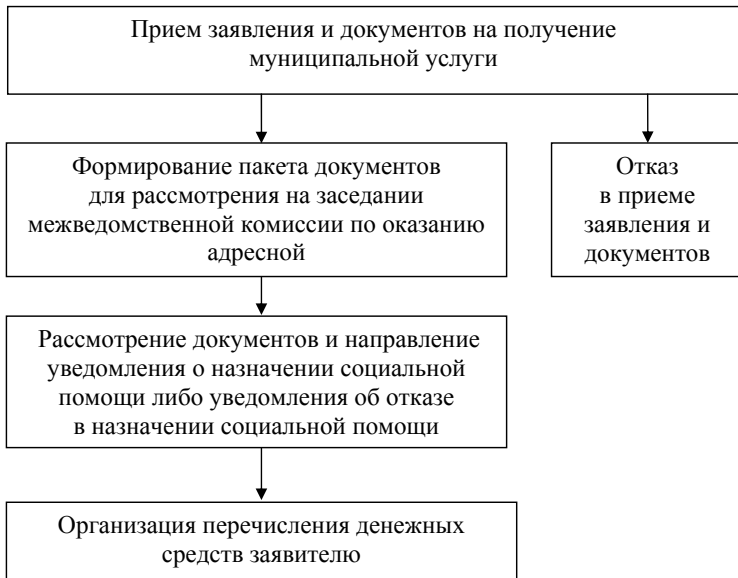 Прием заявления и документов на получение
муниципальной услуги
Формирование пакета документов
для рассмотрения на заседании
межведомственной комиссии по оказанию
адресной
Отказ
в приеме
заявления и
документов
Рассмотрение документов и направление
уведомления о назначении социальной
помощи либо уведомления об отказе
в назначении социальной помощи
Организация перечисления денежных
средств заявителю